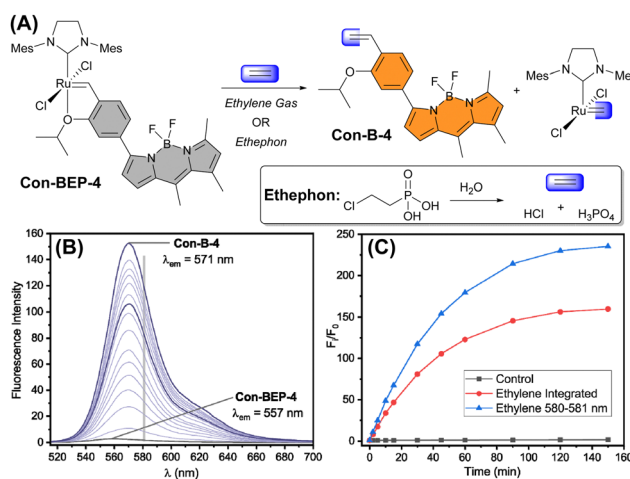 (A)
Mes N N Mes
Cl
Ru
Cl
O
F F
B
N N
Con-BEP-4
Ethylene Gas
OR
Ethephon
O
F F
B
N N
Con-B-4
+
Mes N N Mes
Cl
Ru
Cl
Ethephon:
Cl
O
P
OH
OH
H2O
HCl + H3PO4
(B)
Con-B-4
λem = 571 nm
Con-BEP-4
λem = 557 nm
Fluorescence Intensity
160
140
120
100
80
60
40
20
0
520 540 560 580 600 620 640 660 680 700
λ (nm)
(C)
F/F0
250
200
150
100
50
0
Control
Ethylene Integrated
Ethylene 580-581 nm
0 20 40 60 80 100 120 140 160
Time (min)